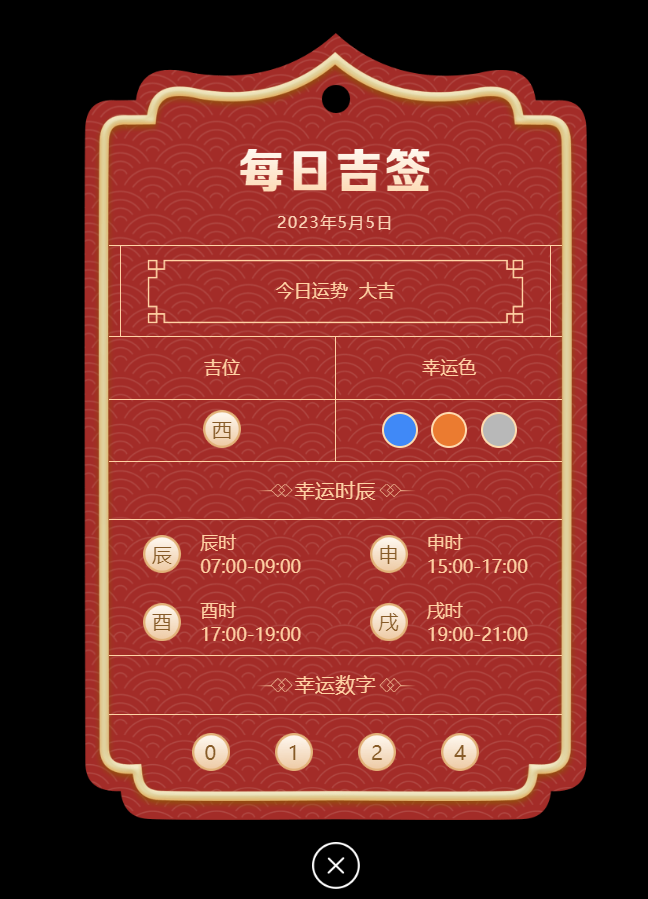 每日吉签
2023年5月5日
今日运势 大吉
吉位 幸运色
西
幸运时辰
辰 辰时 07:00-09:00
申 申时 15:00-17:00
酉 酉时 17:00-19:00
戌 戌时 19:00-21:00
幸运数字
0 1 2 4